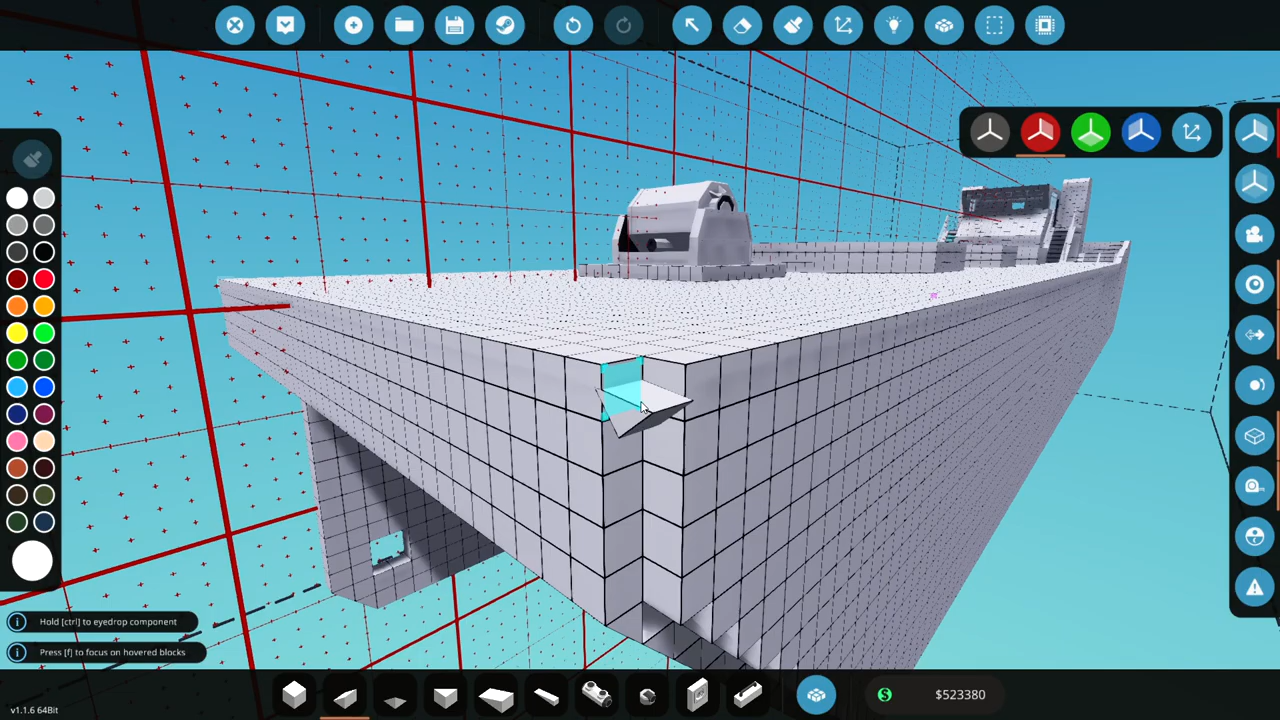 $523380
Hold [ctrl] to eyedrop component
Press [f] to focus on hovered blocks
v1.1.6 64Bit